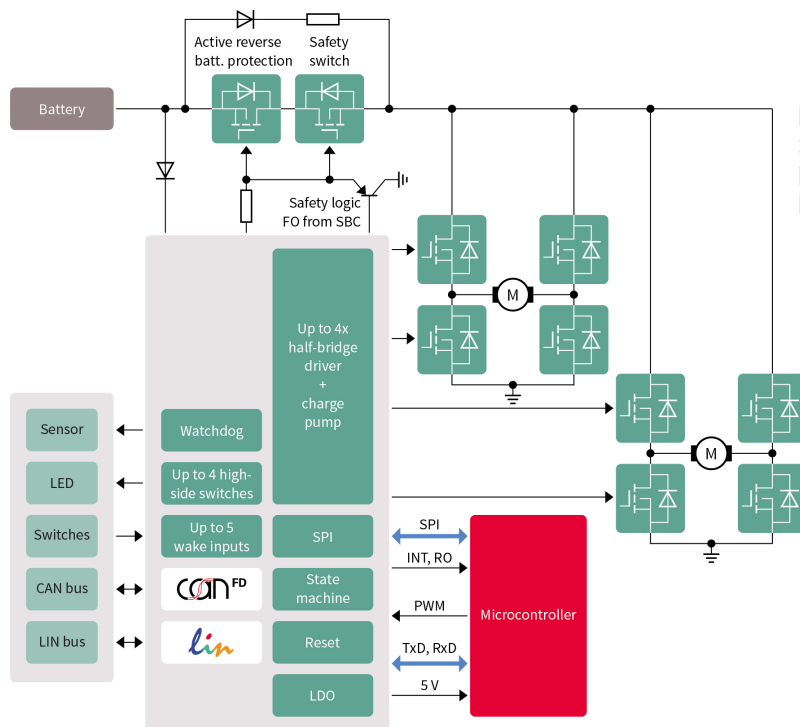 Active reverse
batt. protection
Safety
switch
Battery
Safety logic
FO from SBC
M
Up to 4x
half-bridge
driver
+
charge
pump
M
Sensor
Watchdog
LED
Up to 4 high-
side switches
Switches
Up to 5
wake inputs
SPI
SPI
INT, RO
CAN bus
CAN FD
State
machine
PWM
Microcontroller
LIN bus
Lin
Reset
TxD, RxD
LDO
5 V